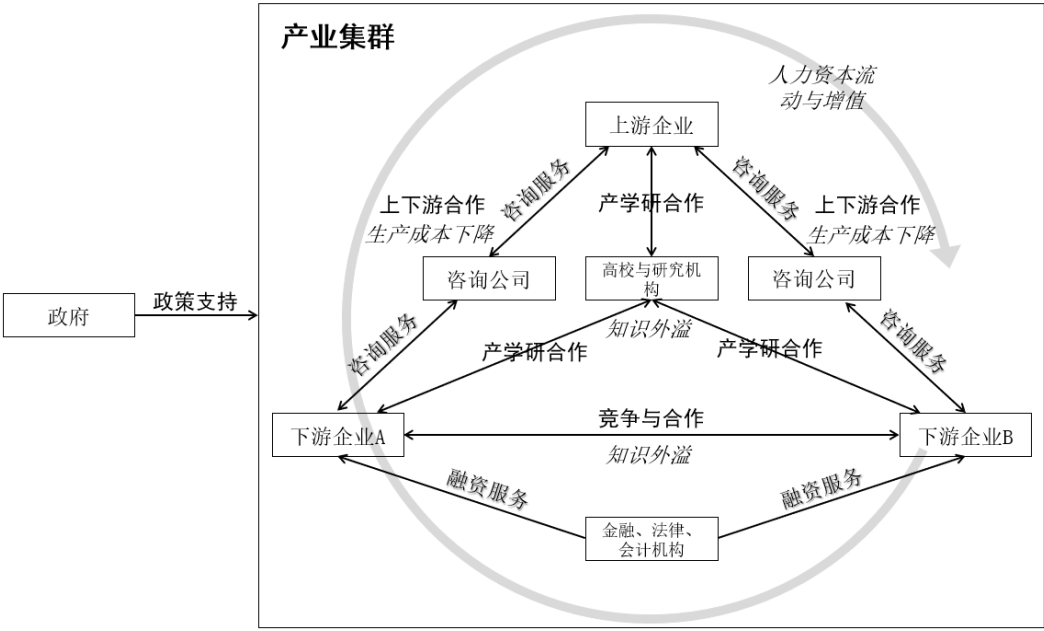 产业集群
人力资本流
动与增值
上游企业
咨询服务
咨询服务
上下游合作
生产成本下降
产学研合作
上下游合作
生产成本下降
咨询公司
高校与研究机
构
咨询公司
政府
政策支持
知识外溢
咨询服务
产学研合作
产学研合作
咨询服务
下游企业A
竞争与合作
知识外溢
下游企业B
融资服务
融资服务
金融、法律、
会计机构